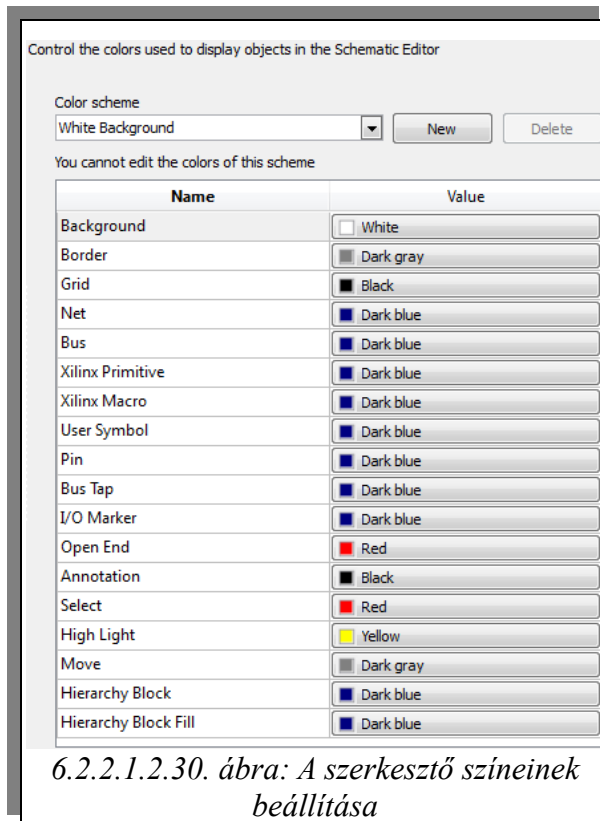 Control the colors used to display objects in the Schematic Editor
Color scheme
White Background New Delete
You cannot edit the colors of this scheme
Name Value
Background White
Border Dark gray
Grid Black
Net Dark blue
Bus Dark blue
Xilinx Primitive Dark blue
Xilinx Macro Dark blue
User Symbol Dark blue
Pin Dark blue
Bus Tap Dark blue
I/O Marker Dark blue
Open End Red
Annotation Black
Select Red
High Light Yellow
Move Dark gray
Hierarchy Block Dark blue
Hierarchy Block Fill Dark blue
6.2.2.1.2.30. ábra: A szerkesztő színeinek
beállítása